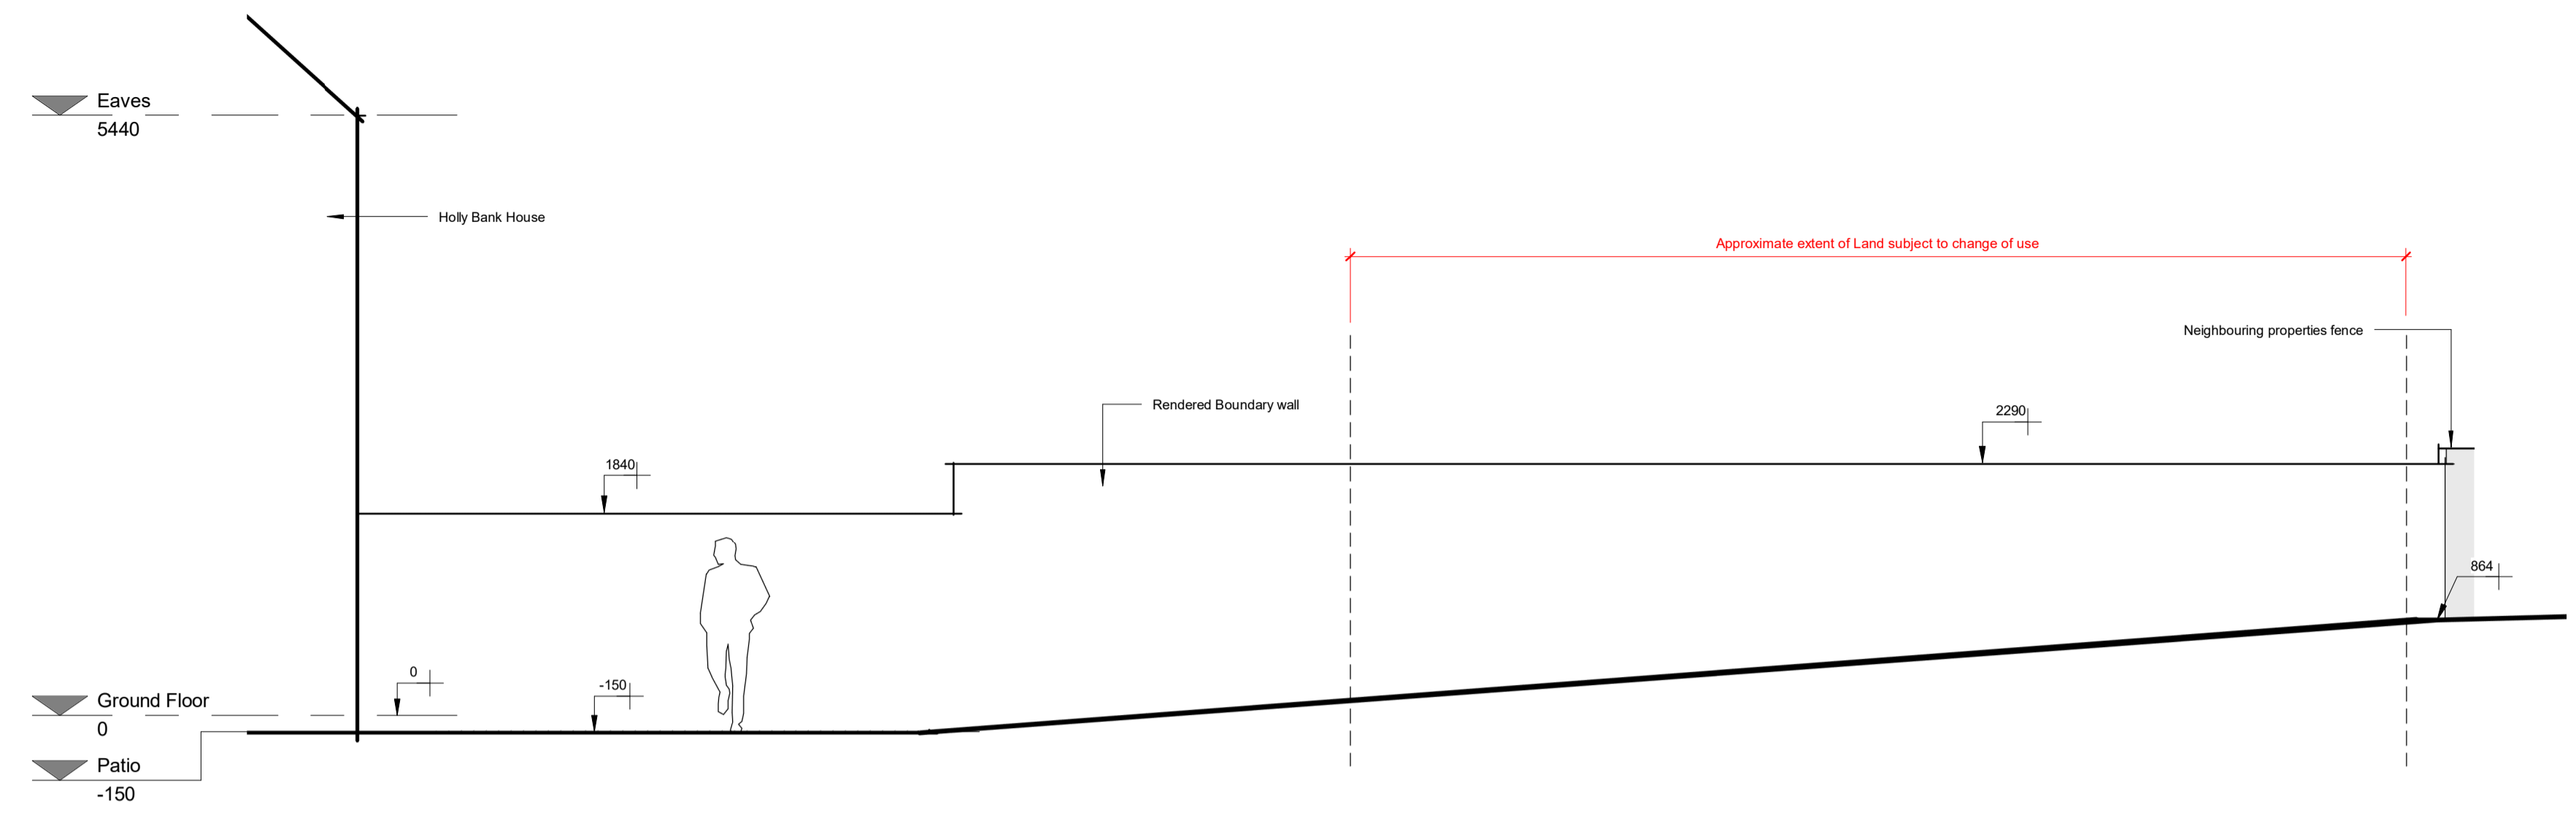 Eaves
5440
Holly Bank House
Approximate extent of Land subject to change of use
Neighbouring properties fence
Rendered Boundary wall
2290
1840
864
0
-150
Ground Floor
0
Patio
-150